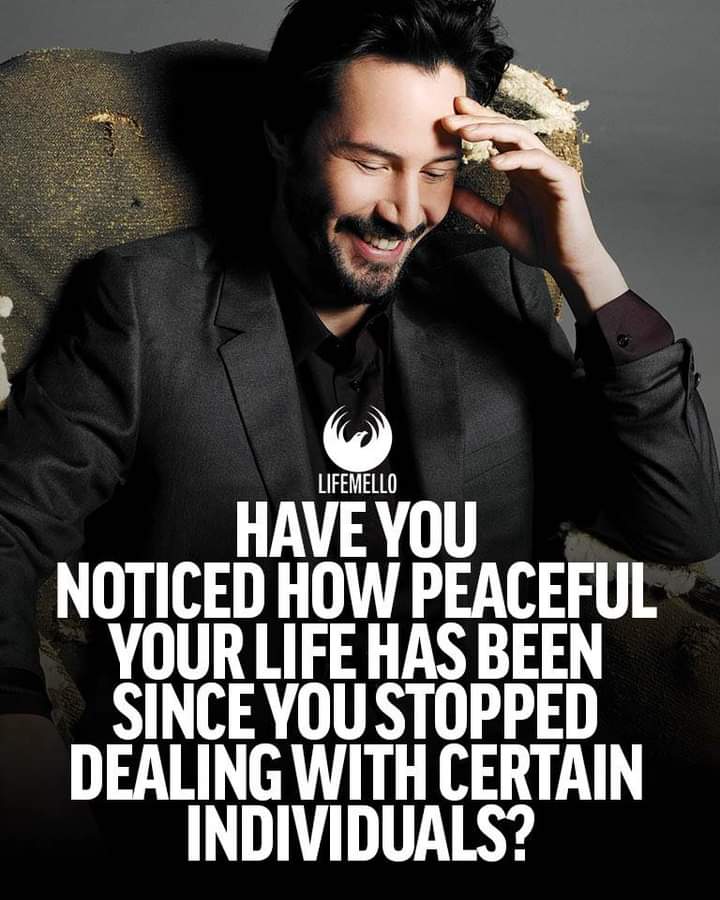 LIFEMELLO
HAVE YOU
NOTICED HOW PEACEFUL
YOUR LIFE HAS BEEN
SINCE YOU STOPPED
DEALING WITH CERTAIN
INDIVIDUALS?